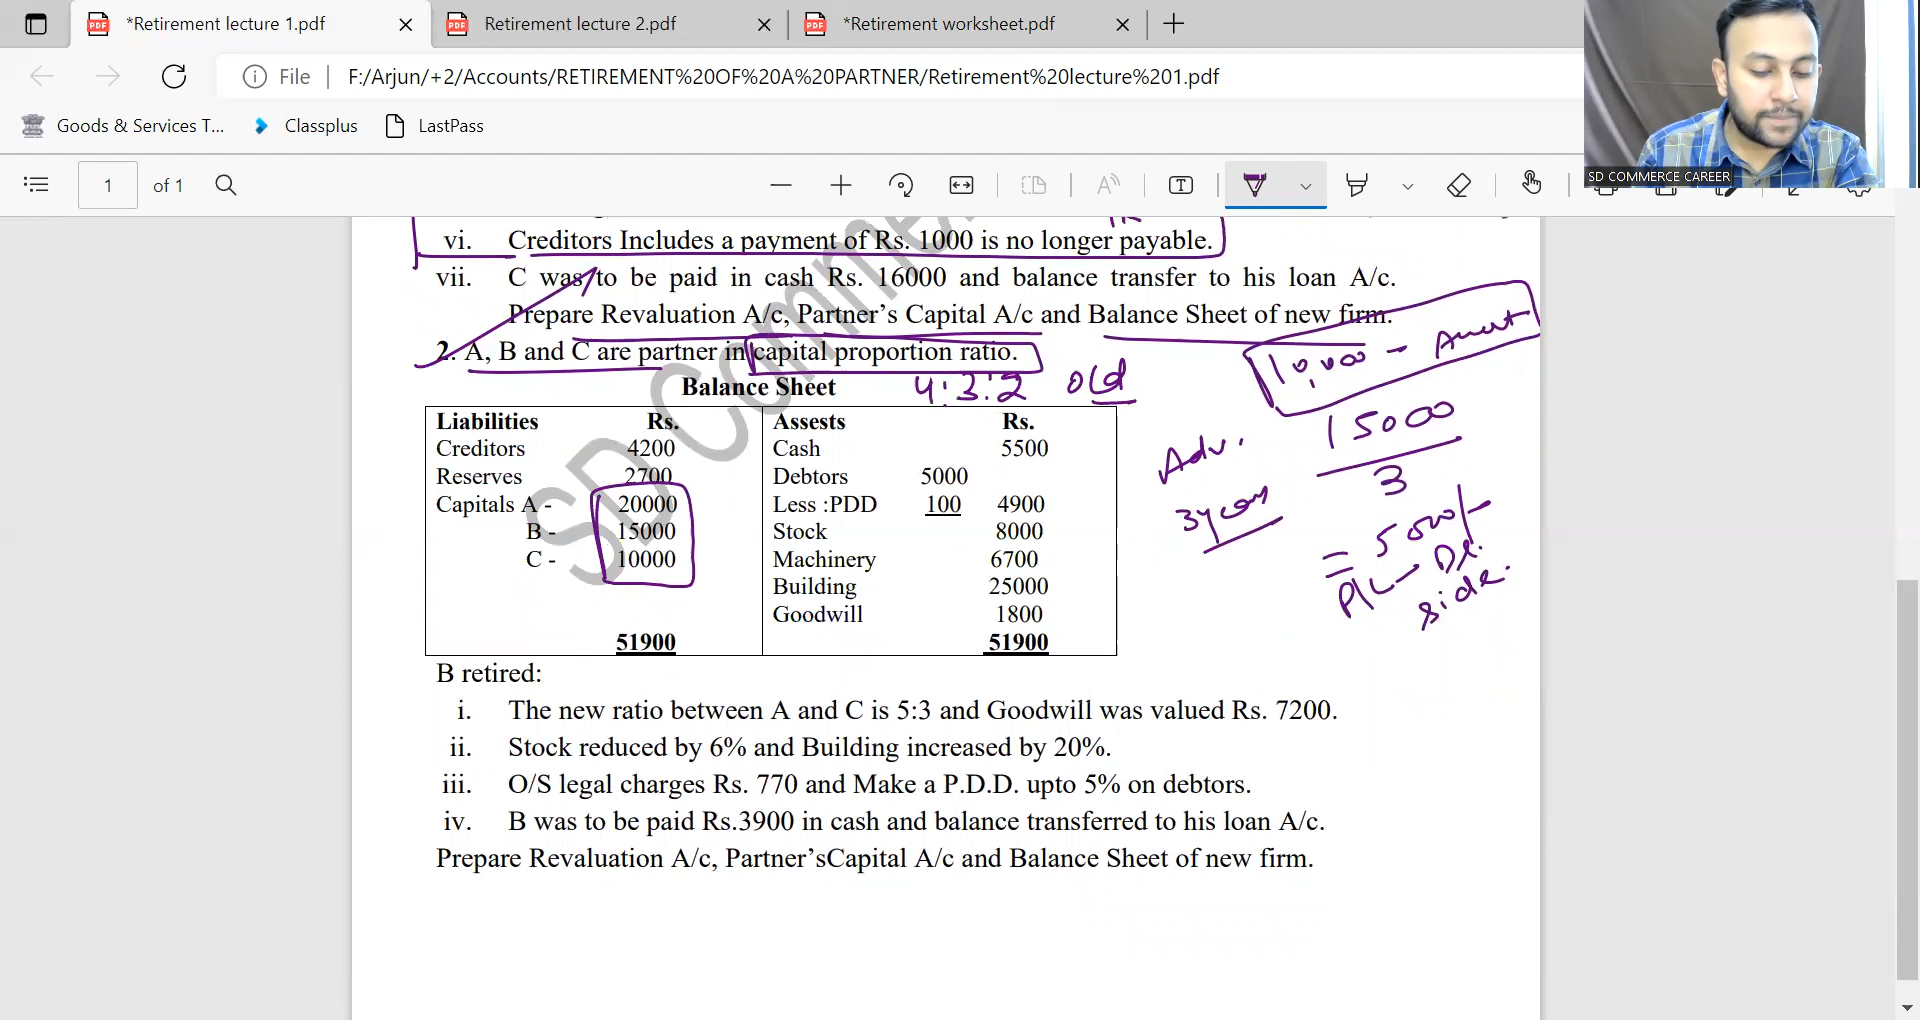 *Retirement lecture 1.pdf
Retirement lecture 2.pdf
*Retirement worksheet.pdf
File
F:/Arjun/+2/Accounts/RETIREMENT%20OF%20A%20PARTNER/Retirement%20lecture%201.pdf
Goods & Services T...
Classplus
LastPass
1 of 1
SD COMMERCE CAREER
vi. Creditors Includes a payment of Rs. 1000 is no longer payable.
vii. C was to be paid in cash Rs. 16000 and balance transfer to his loan A/c.
Prepare Revaluation A/c, Partner's Capital A/c and Balance Sheet of new firm.
2. A, B and C are partner in capital proportion ratio.
Balance Sheet
4:3:2 old
Liabilities Rs. Assests Rs.
Creditors 4200 Cash 5500
Reserves 2700 Debtors 5000
Capitals A - 20000 Less :PDD 100 4900
B - 15000 Stock 8000
C - 10000 Machinery 6700
Building 25000
Goodwill 1800
51900 51900
10,000 -
Adv.
3 years
15000
3
= 5000/-
P/L → Dr.
side.
B retired:
i. The new ratio between A and C is 5:3 and Goodwill was valued Rs. 7200.
ii. Stock reduced by 6% and Building increased by 20%.
iii. O/S legal charges Rs. 770 and Make a P.D.D. upto 5% on debtors.
iv. B was to be paid Rs.3900 in cash and balance transferred to his loan A/c.
Prepare Revaluation A/c, Partner'sCapital A/c and Balance Sheet of new firm.
SD Comme